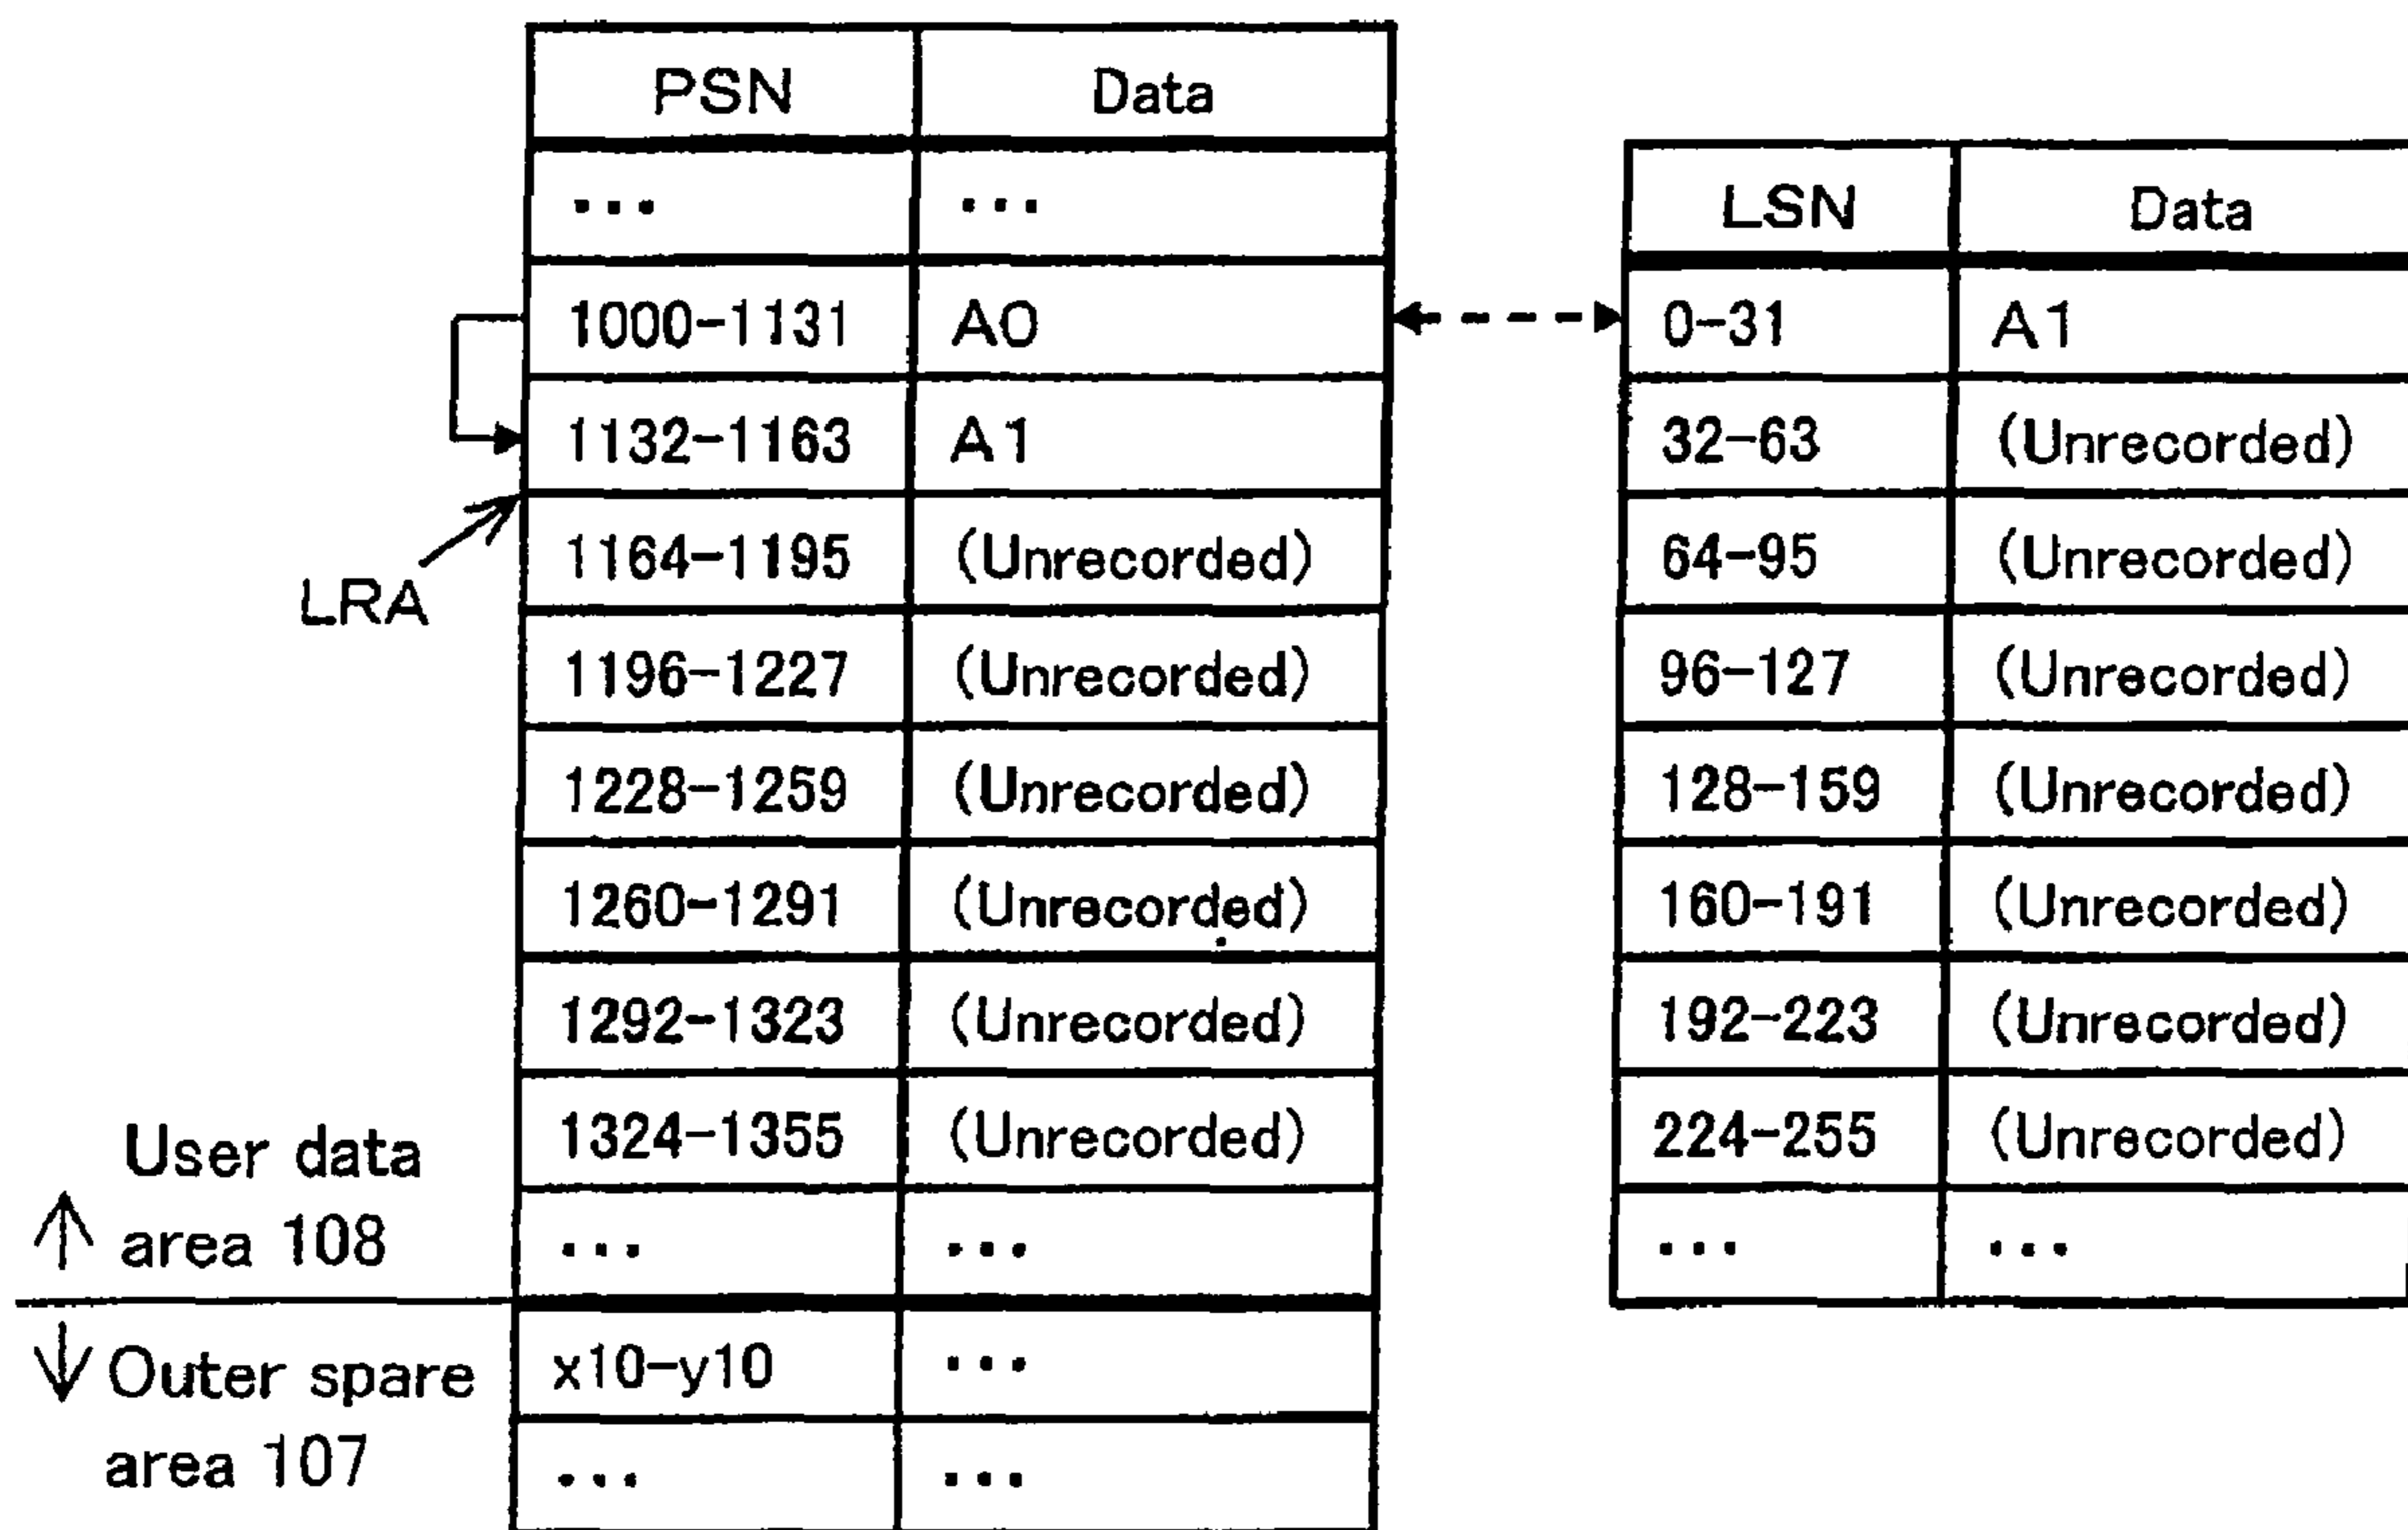 PSN Data
... ...
1000-1131 A0
1132-1163 A1
1164-1195 (Unrecorded)
1196-1227 (Unrecorded)
1228-1259 (Unrecorded)
1260-1291 (Unrecorded)
1292-1323 (Unrecorded)
1324-1355 (Unrecorded)
... ...
x10-y10 ...
... ...
LRA
User data
area 108
Outer spare
area 107
LSN Data
0-31 A1
32-63 (Unrecorded)
64-95 (Unrecorded)
96-127 (Unrecorded)
128-159 (Unrecorded)
160-191 (Unrecorded)
192-223 (Unrecorded)
224-255 (Unrecorded)
... ...